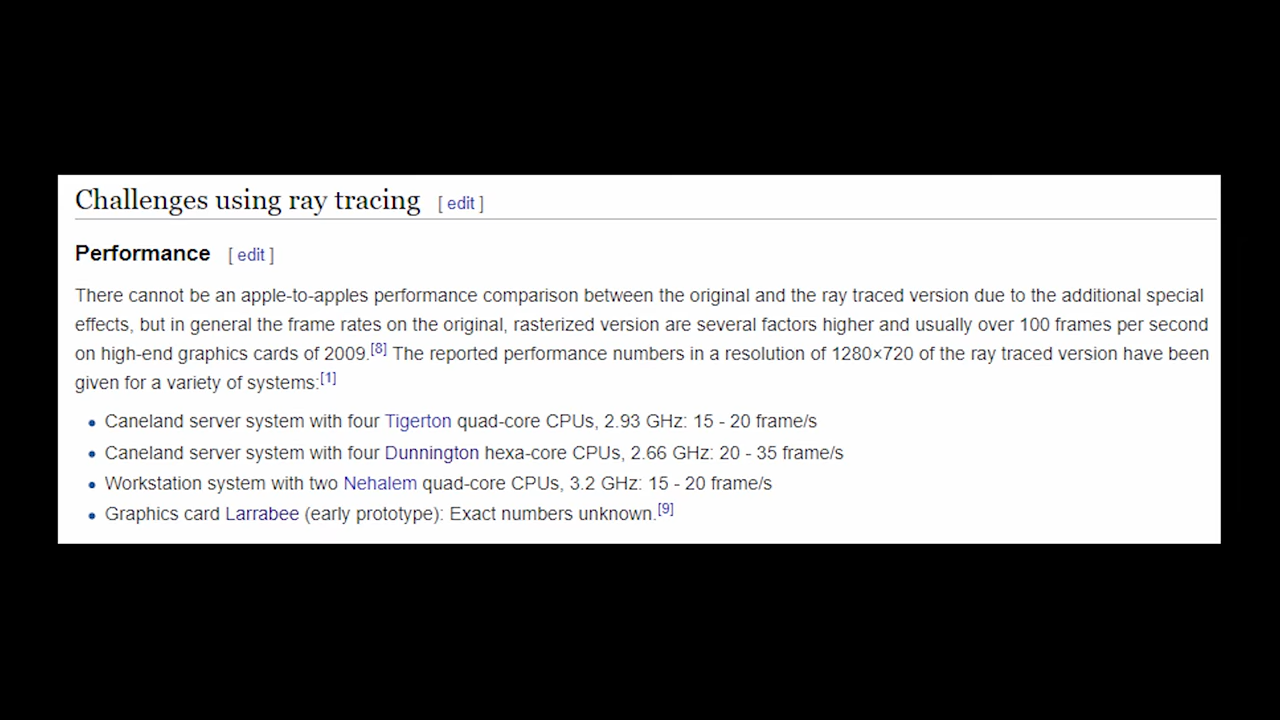 Challenges using ray tracing [ edit ]
Performance [ edit ]
There cannot be an apple-to-apples performance comparison between the original and the ray traced version due to the additional special
effects, but in general the frame rates on the original, rasterized version are several factors higher and usually over 100 frames per second
on high-end graphics cards of 2009.[8] The reported performance numbers in a resolution of 1280×720 of the ray traced version have been
given for a variety of systems:[1]
• Caneland server system with four Tigerton quad-core CPUs, 2.93 GHz: 15 - 20 frame/s
• Caneland server system with four Dunnington hexa-core CPUs, 2.66 GHz: 20 - 35 frame/s
• Workstation system with two Nehalem quad-core CPUs, 3.2 GHz: 15 - 20 frame/s
• Graphics card Larrabee (early prototype): Exact numbers unknown.[9]